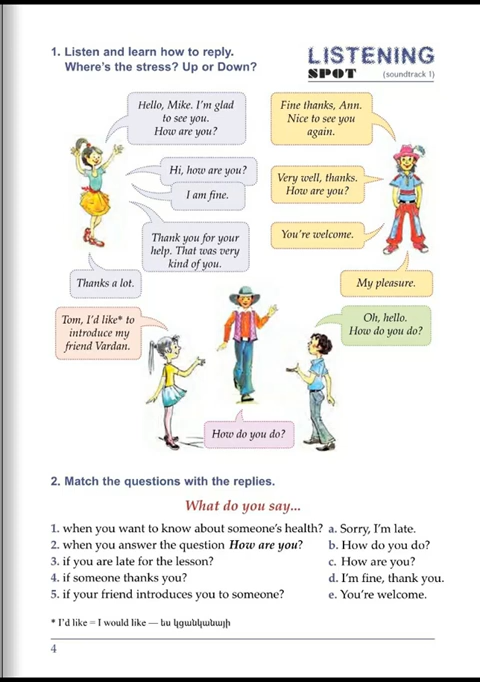 1. Listen and learn how to reply.
Where's the stress? Up or Down?
LISTENING
SPOT (soundtrack 1)
Hello, Mike. I'm glad
to see you.
How are you?
Fine thanks, Ann.
Nice to see you
again.
Hi, how are you?
I am fine.
Very well, thanks.
How are you?
Thank you for your
help. That was very
kind of you.
You're welcome.
Thanks a lot.
My pleasure.
Tom, I'd like* to
introduce my
friend Vardan.
Oh, hello.
How do you do?
How do you do?
2. Match the questions with the replies.
What do you say...
1. when you want to know about someone's health? a. Sorry, I'm late.
2. when you answer the question How are you? b. How do you do?
3. if you are late for the lesson? c. How are you?
4. if someone thanks you? d. I'm fine, thank you.
5. if your friend introduces you to someone? e. You're welcome.
* I'd like = I would like — ես կցանկանայի
4